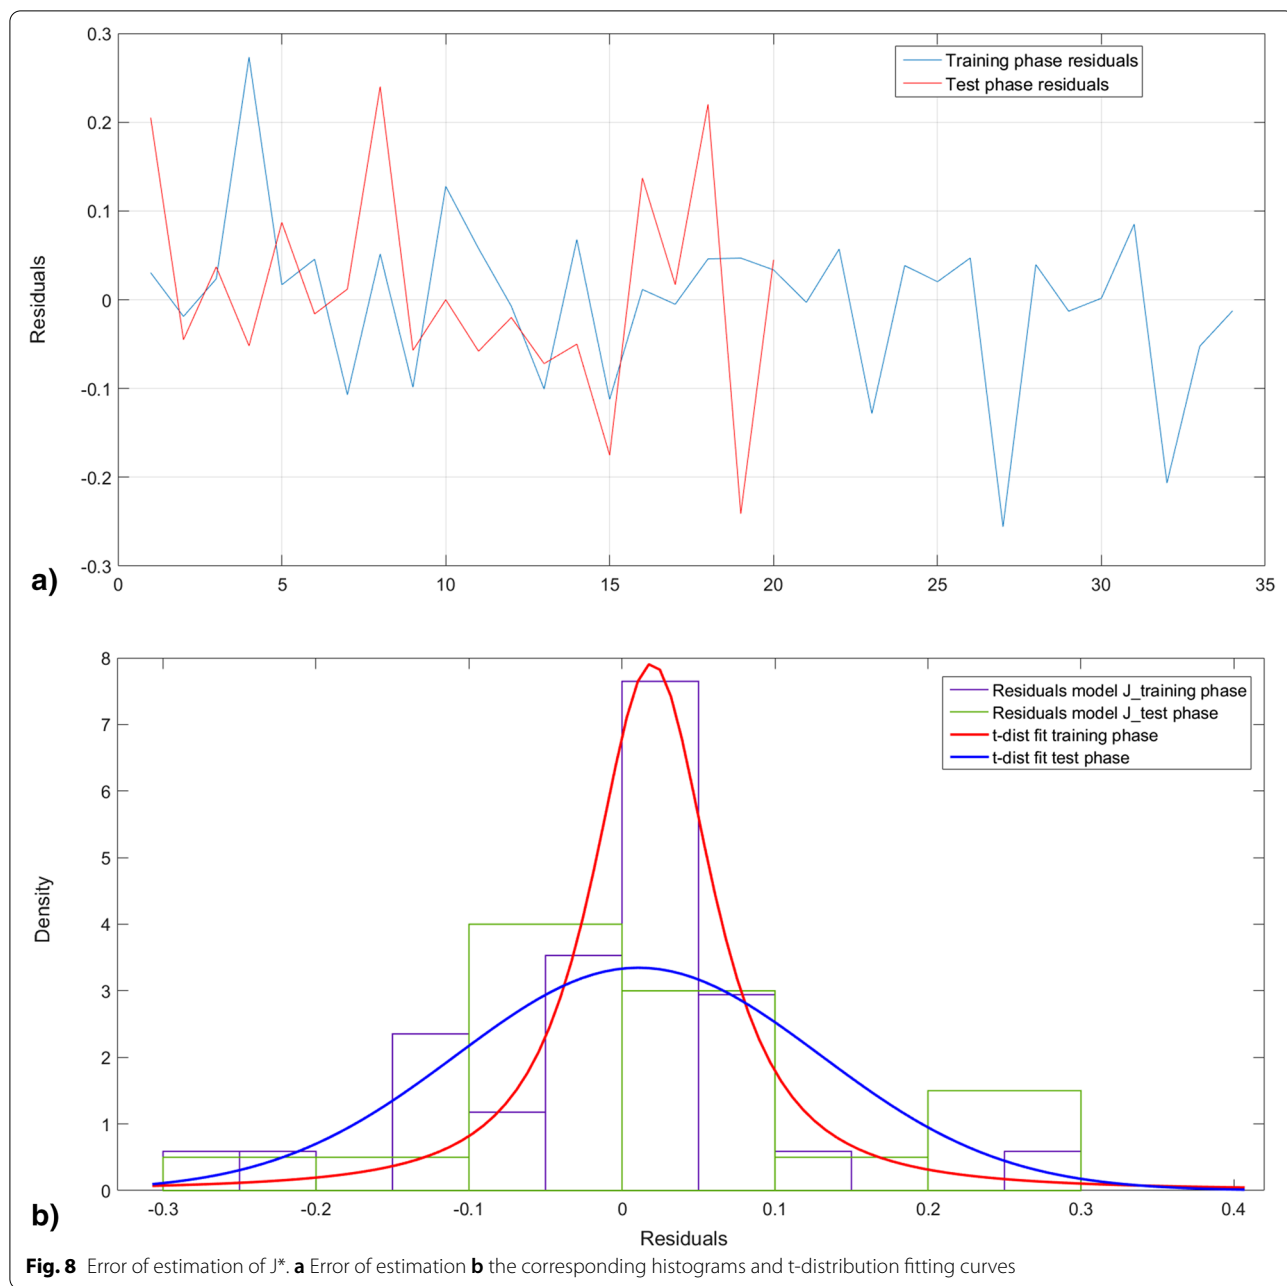 0.3
0.2
0.1
0
-0.1
-0.2
-0.3
Residuals
Training phase residuals
Test phase residuals
a)
0 5 10 15 20 25 30 35
8
7
6
5
4
3
2
1
0
Density
Residuals model J_training phase
Residuals model J_test phase
t-dist fit training phase
t-dist fit test phase
b)
-0.3 -0.2 -0.1 0 0.1 0.2 0.3 0.4
Residuals
Fig. 8 Error of estimation of J*. a Error of estimation b the corresponding histograms and t-distribution fitting curves